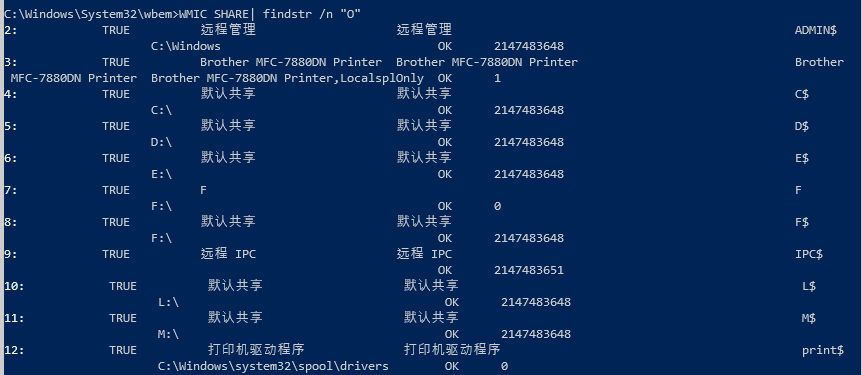 C:\Windows\System32\wbem>WMIC SHARE| findstr /n "O"
2: TRUE 远程管理 远程管理 ADMIN$
C:\Windows OK 2147483648
3: TRUE Brother MFC-7880DN Printer Brother MFC-7880DN Printer Brother
MFC-7880DN Printer Brother MFC-7880DN Printer,LocalsplOnly OK 1
4: TRUE 默认共享 默认共享 C$
C:\ OK 2147483648
5: TRUE 默认共享 默认共享 D$
D:\ OK 2147483648
6: TRUE 默认共享 默认共享 E$
E:\ OK 2147483648
7: TRUE F F
F:\ OK 0
8: TRUE 默认共享 默认共享 F$
F:\ OK 2147483648
9: TRUE 远程 IPC 远程 IPC IPC$
OK 2147483651
10: TRUE 默认共享 默认共享 L$
L:\ OK 2147483648
11: TRUE 默认共享 默认共享 M$
M:\ OK 2147483648
12: TRUE 打印机驱动程序 打印机驱动程序 print$
C:\Windows\system32\spool\drivers OK 0